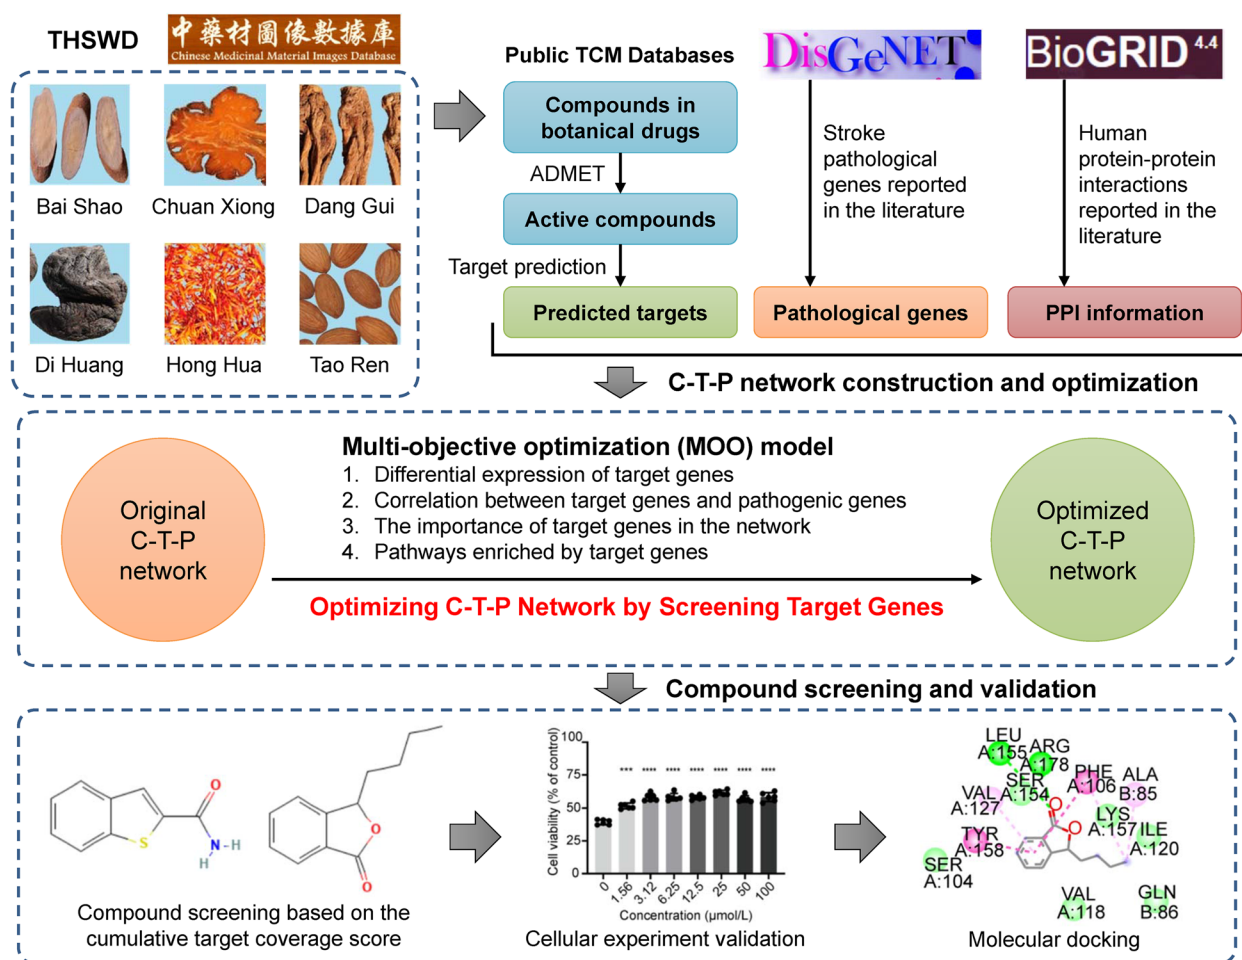 THSWD
中藥材圖像數據庫
Chinese Medicinal Material Images Database
Bai Shao
Chuan Xiong
Dang Gui
Di Huang
Hong Hua
Tao Ren
Public TCM Databases
Compounds in
botanical drugs
ADMET
Active compounds
Target prediction
Predicted targets
DisGeNET
Stroke
pathological
genes reported
in the literature
Pathological genes
BioGRID 4.4
Human
protein-protein
interactions
reported in the
literature
PPI information
C-T-P network construction and optimization
Original
C-T-P
network
Multi-objective optimization (MOO) model
1. Differential expression of target genes
2. Correlation between target genes and pathogenic genes
3. The importance of target genes in the network
4. Pathways enriched by target genes
Optimizing C-T-P Network by Screening Target Genes
Optimized
C-T-P
network
Compound screening and validation
S
O
N
H
H
O
O
Compound screening based on the
cumulative target coverage score
Cell viability (% of control)
100
75
50
25
0
***
****
****
****
****
****
****
0
1.56
3.12
6.25
12.5
25
50
100
Concentration (μmol/L)
Cellular experiment validation
LEU
A:155
ARG
A:178
SER
A:154
PHE
A:106
ALA
B:85
VAL
A:127
LYS
A:157
ILE
A:120
TYR
A:158
SER
A:104
VAL
A:118
GLN
B:86
O
O
Molecular docking